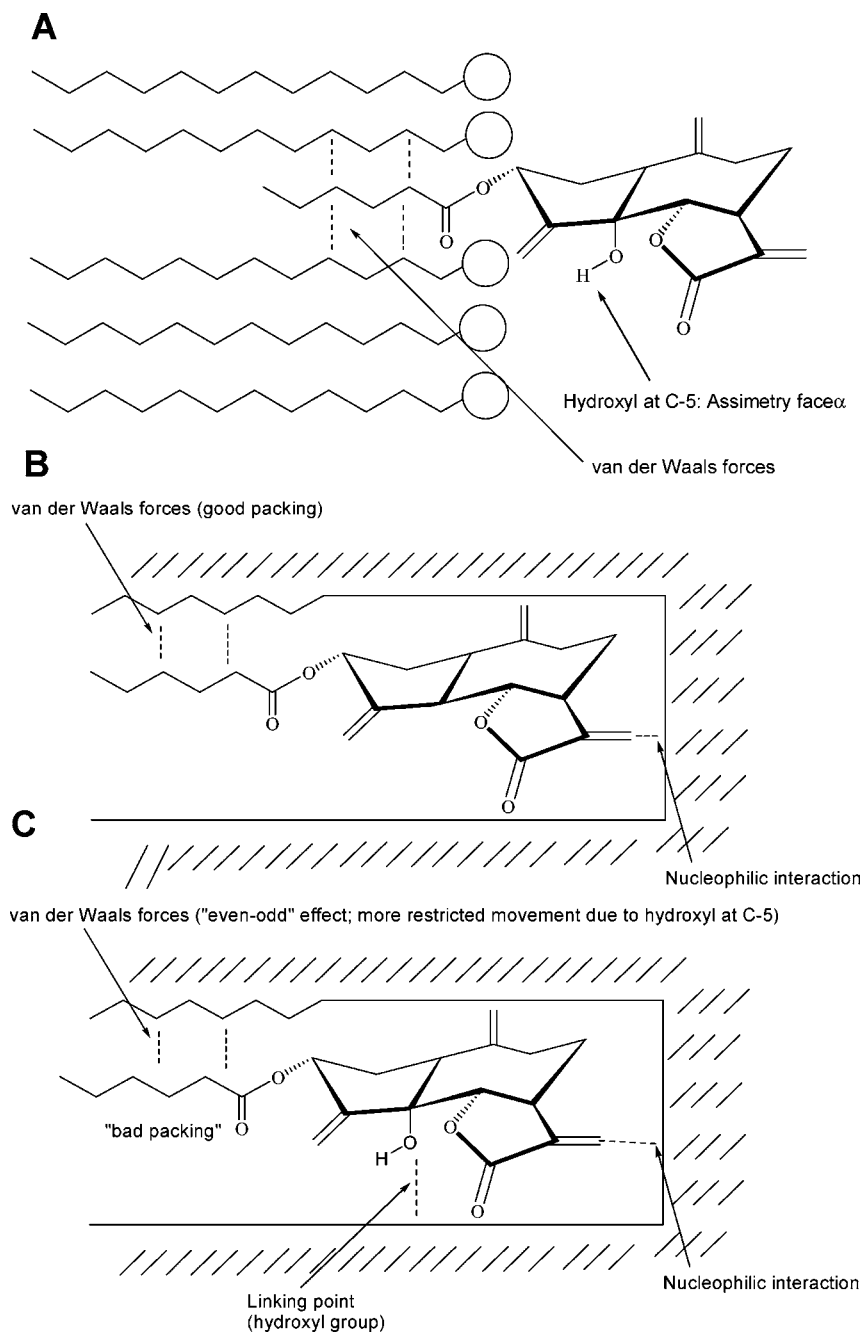 A
O
O
O
O
H
O
O
Hydroxyl at C-5: Assimetry faceα
van der Waals forces
B
van der Waals forces (good packing)
O
O
O
O
Nucleophilic interaction
C
van der Waals forces ("even-odd" effect; more restricted movement due to hydroxyl at C-5)
O
O
"bad packing"
H
O
O
O
Nucleophilic interaction
Linking point
(hydroxyl group)